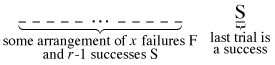 – – – – – – ··· – – – – – – S
some arrangement of x failures F
and r-1 successes S
last trial is
a success